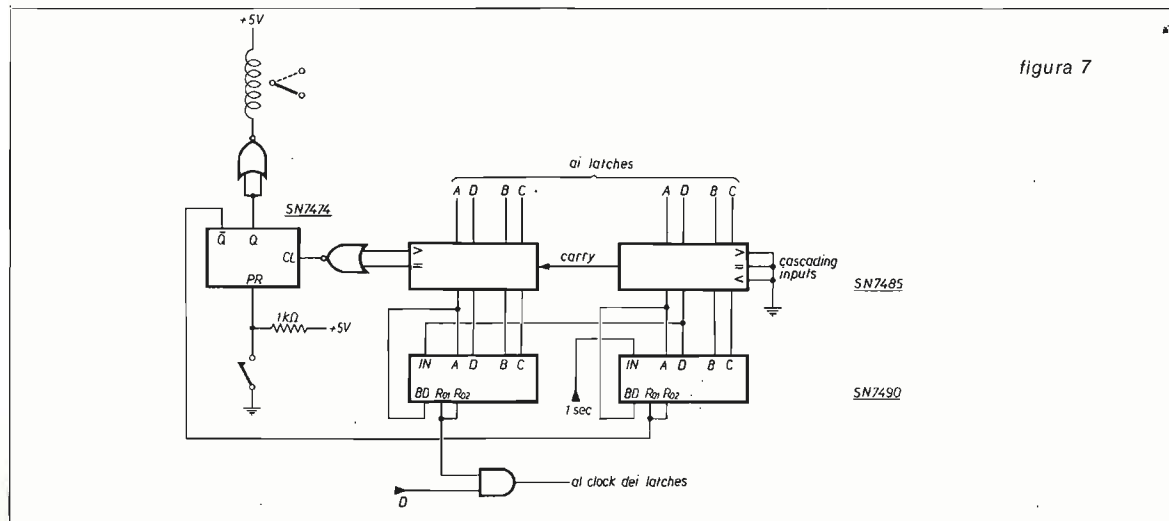 +5V
figura 7
ai latches
A D B C
A D B C
SN7474
Q̅ Q
CL
PR
> =
carry
> = <
cascading inputs
SN7485
1kΩ
+5V
IN A D B C
BD R01 R02
1 sec
IN A D B C
BD R01 R02
SN7490
D
al clock dei latches